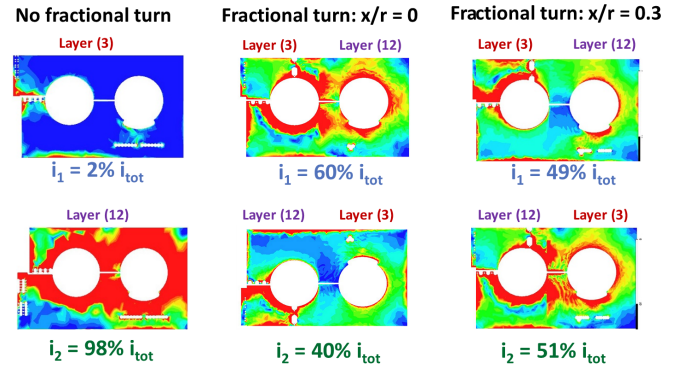 No fractional turn
Fractional turn: x/r = 0
Fractional turn: x/r = 0.3
Layer (3)
Layer (3)
Layer (12)
Layer (3)
Layer (12)
i1 = 2% itot
i1 = 60% itot
i1 = 49% itot
Layer (12)
Layer (12)
Layer (3)
Layer (12)
Layer (3)
i2 = 98% itot
i2 = 40% itot
i2 = 51% itot